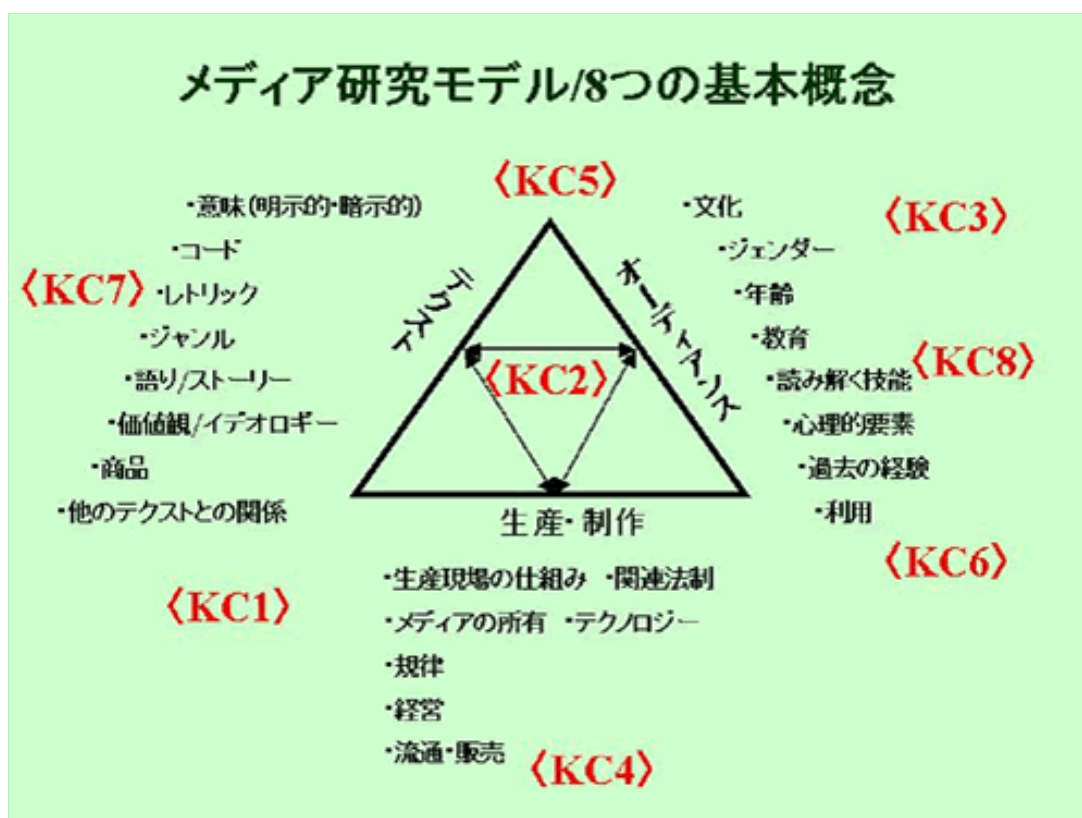 メディア研究モデル/8つの基本概念
〈KC5〉
・意味(明示的・暗示的)
・コード
〈KC7〉
・レトリック
・ジャンル
・語り/ストーリー
・価値観/イデオロギー
・商品
・他のテクストとの関係
〈KC1〉
テクスト
〈KC2〉
オーディアンス
・文化
〈KC3〉
・ジェンダー
・年齢
・教育
・読み解く技能
〈KC8〉
・心理的要素
・過去の経験
・利用
〈KC6〉
生産・制作
・生産現場の仕組み ・関連法制
・メディアの所有 ・テクノロジー
・規律
・経営
・流通・販売
〈KC4〉